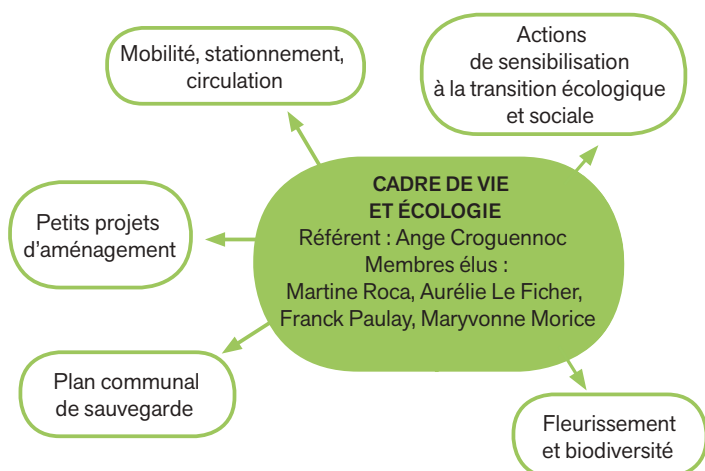 Mobilité, stationnement,
circulation
Actions
de sensibilisation
à la transition écologique
et sociale
CADRE DE VIE
ET ÉCOLOGIE
Référent : Ange Croguennoc
Membres élus :
Martine Roca, Aurélie Le Ficher,
Franck Paulay, Maryvonne Morice
Petits projets
d’aménagement
Plan communal
de sauvegarde
Fleurissement
et biodiversité